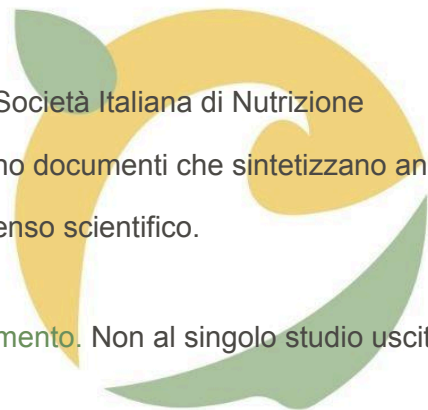 Società Italiana di Nutrizione
no documenti che sintetizzano an
enso scientifico.
mento. Non al singolo studio uscit